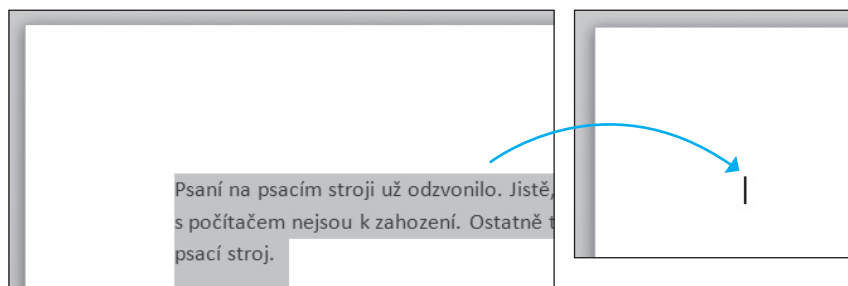 Psaní na psacím stroji už odzvonilo. Jistě,
s počítačem nejsou k zahození. Ostatně t
psací stroj.